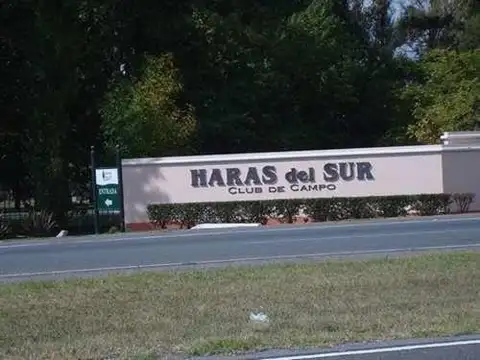 HARAS del SUR
CLUB DE CAMPO
ENTRADA